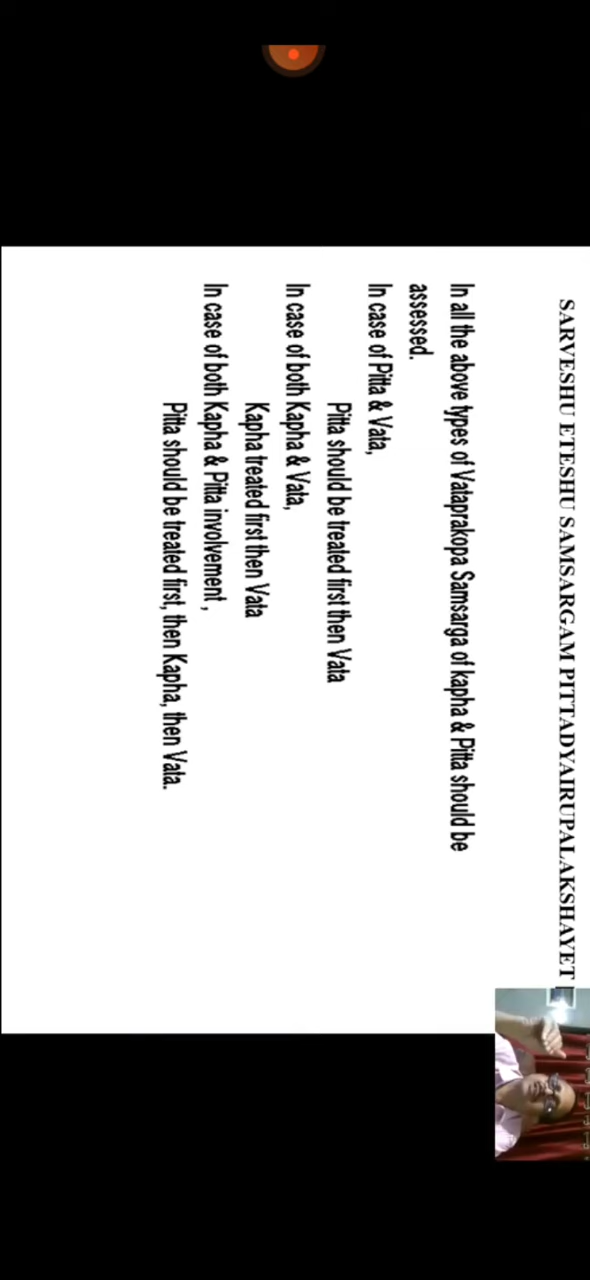 SARVESHU ETESHU SAMSARGAM PITTADYAIRUPALAKSHAYET |
In all the above types of Vataprakopa Samsarga of kapha & Pitta should be
assessed.
In case of Pitta & Vata,
Pitta should be treated first then Vata
In case of both Kapha & Vata,
Kapha treated first then Vata
In case of both Kapha & Pitta involvement ,
Pitta should be treated first, then Kapha, then Vata.